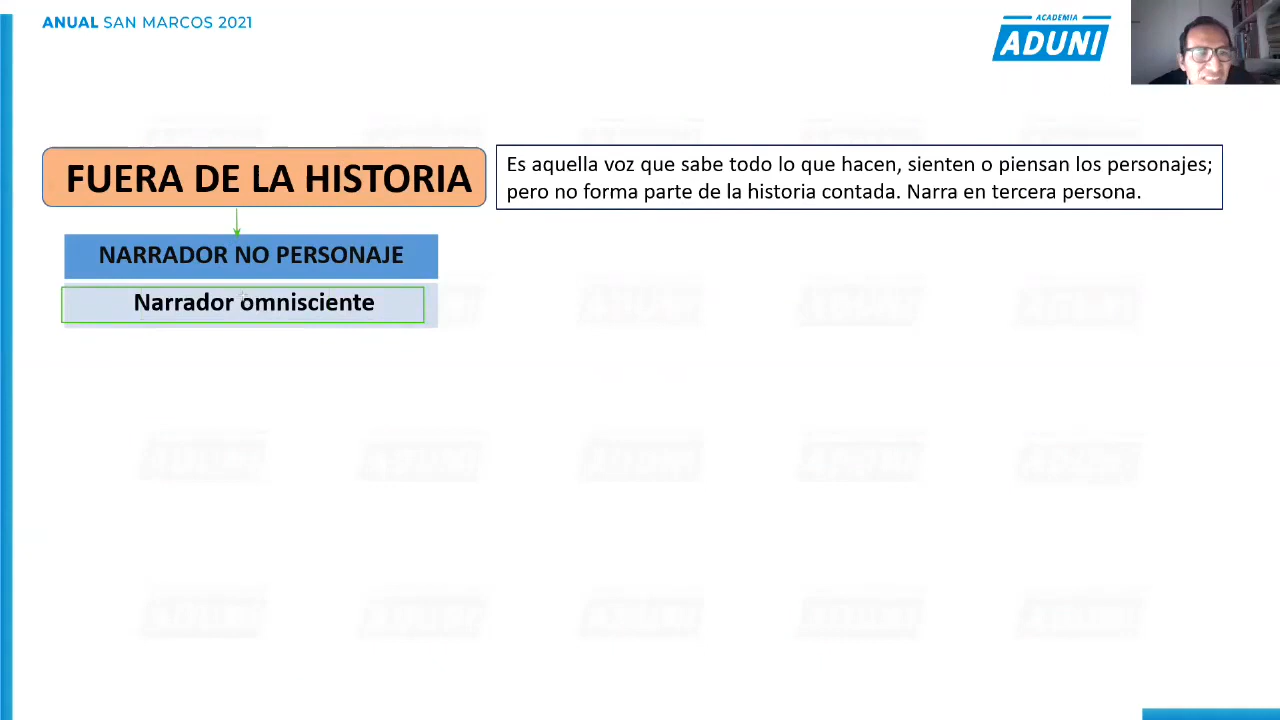 ANUAL SAN MARCOS 2021
ACADEMIA
ADUNI
FUERA DE LA HISTORIA
Es aquella voz que sabe todo lo que hacen, sienten o piensan los personajes;
pero no forma parte de la historia contada. Narra en tercera persona.
NARRADOR NO PERSONAJE
Narrador omnisciente